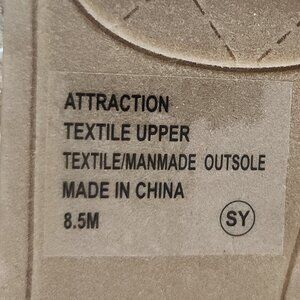 ATTRACTION
TEXTILE UPPER
TEXTILE/MANMADE OUTSOLE
MADE IN CHINA
8.5M SY